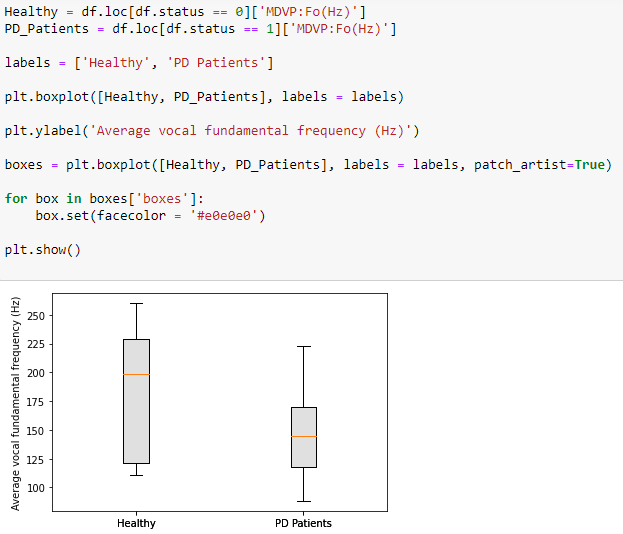 Healthy = df.loc[df.status == 0]['MDVP:Fo(Hz)']
PD_Patients = df.loc[df.status == 1]['MDVP:Fo(Hz)']
labels = ['Healthy', 'PD Patients']
plt.boxplot([Healthy, PD_Patients], labels = labels)
plt.ylabel('Average vocal fundamental frequency (Hz)')
boxes = plt.boxplot([Healthy, PD_Patients], labels = labels, patch_artist=True)
for box in boxes['boxes']:
    box.set(facecolor = '#e0e0e0')
plt.show()
Average vocal fundamental frequency (Hz)
250
225
200
175
150
125
100
Healthy PD Patients